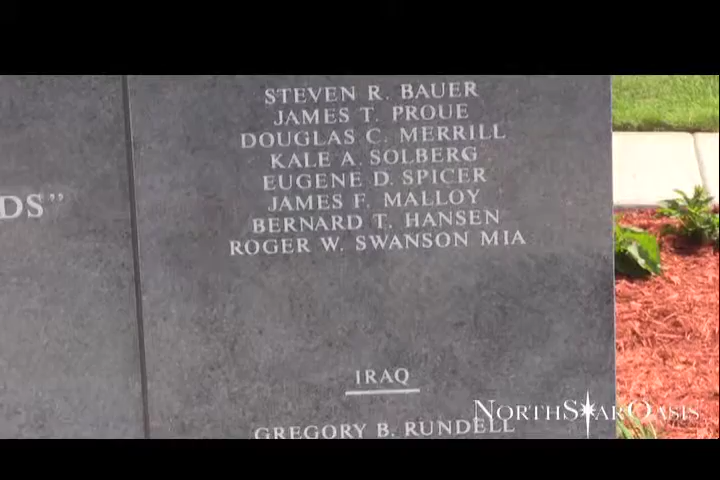 DS”
STEVEN R. BAUER
JAMES T. PROUE
DOUGLAS C. MERRILL
KALE A. SOLBERG
EUGENE D. SPICER
JAMES F. MALLOY
BERNARD T. HANSEN
ROGER W. SWANSON MIA
IRAQ
GREGORY B. RUNDELL
NORTHSTAROASIS